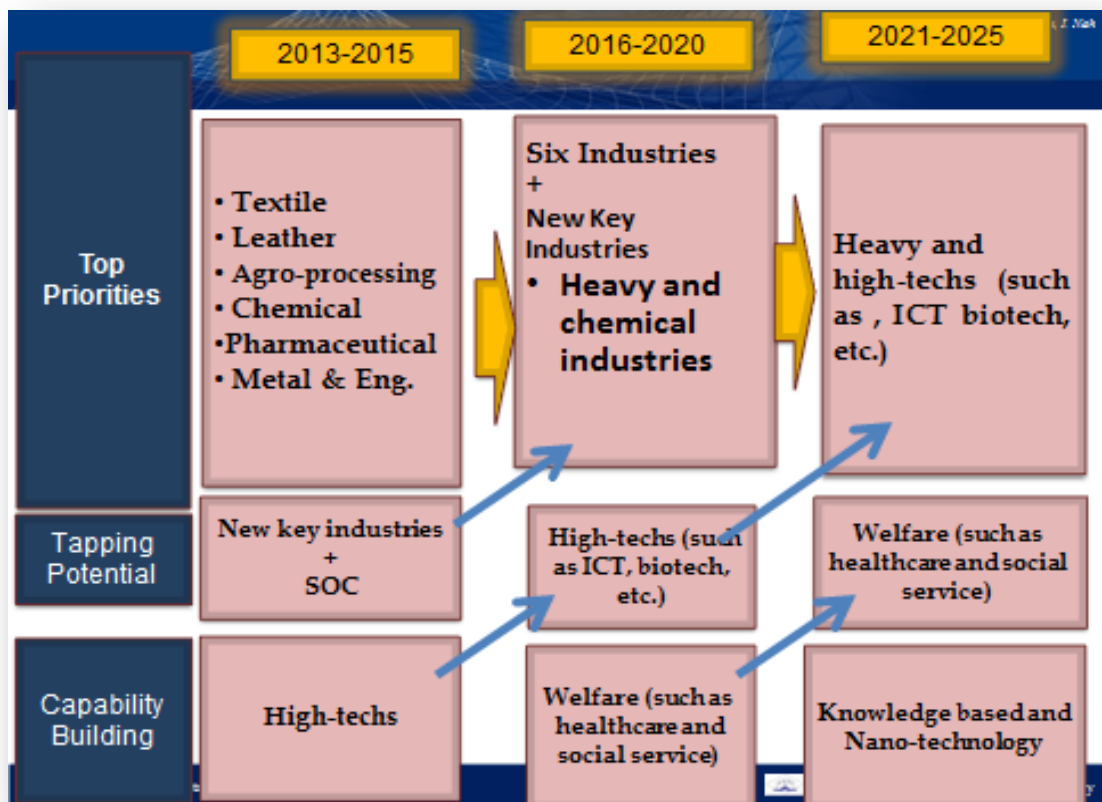 2013-2015
2016-2020
2021-2025
Top
Priorities
• Textile
• Leather
• Agro-processing
• Chemical
•Pharmaceutical
• Metal & Eng.
Six Industries
+
New Key
Industries
• Heavy and
chemical
industries
Heavy and
high-techs (such
as , ICT biotech,
etc.)
Tapping
Potential
New key industries
+
SOC
High-techs (such
as ICT, biotech,
etc.)
Welfare (such as
healthcare and social
service)
Capability
Building
High-techs
Welfare (such as
healthcare and
social service)
Knowledge based and
Nano-technology